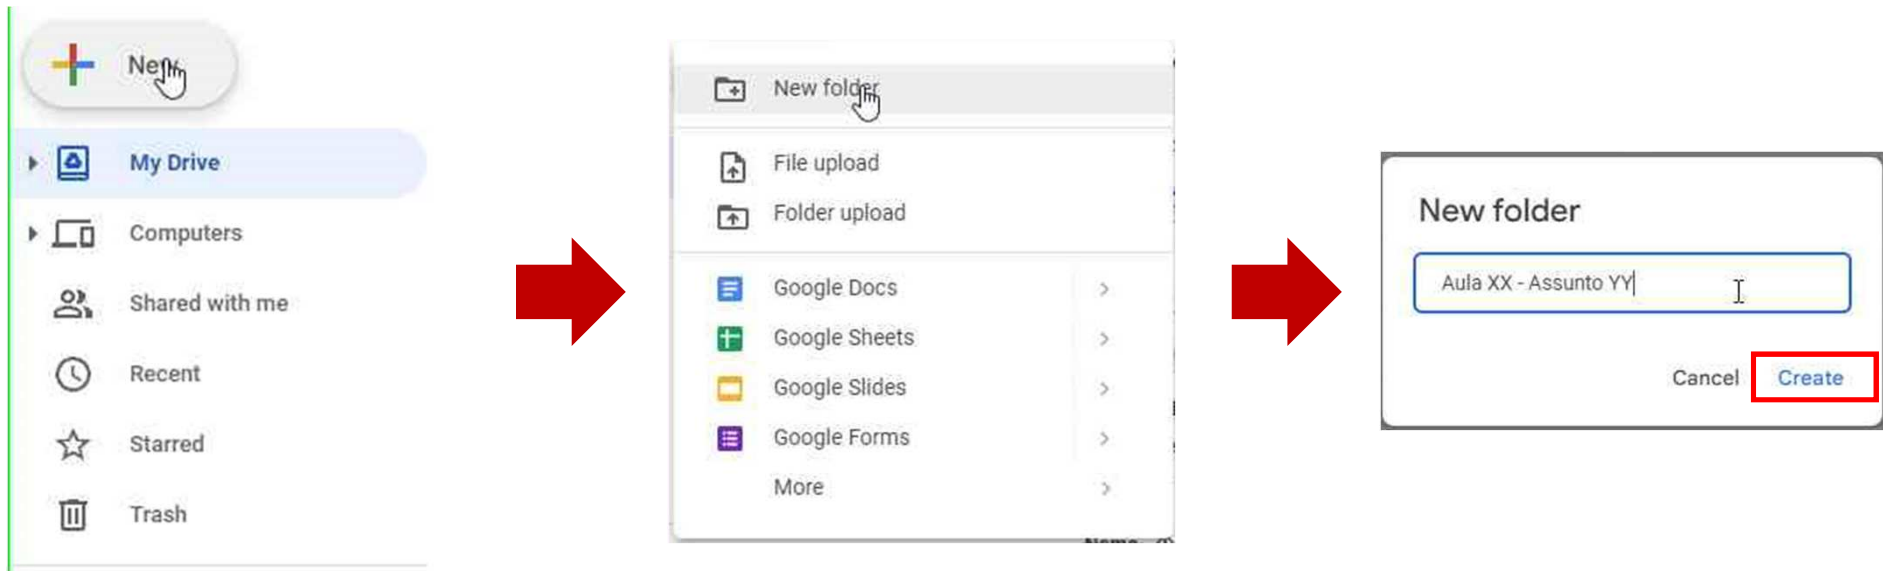 New
My Drive
Computers
Shared with me
Recent
Starred
Trash
New folder
File upload
Folder upload
Google Docs
Google Sheets
Google Slides
Google Forms
More
New folder
Aula XX - Assunto YY
Cancel
Create